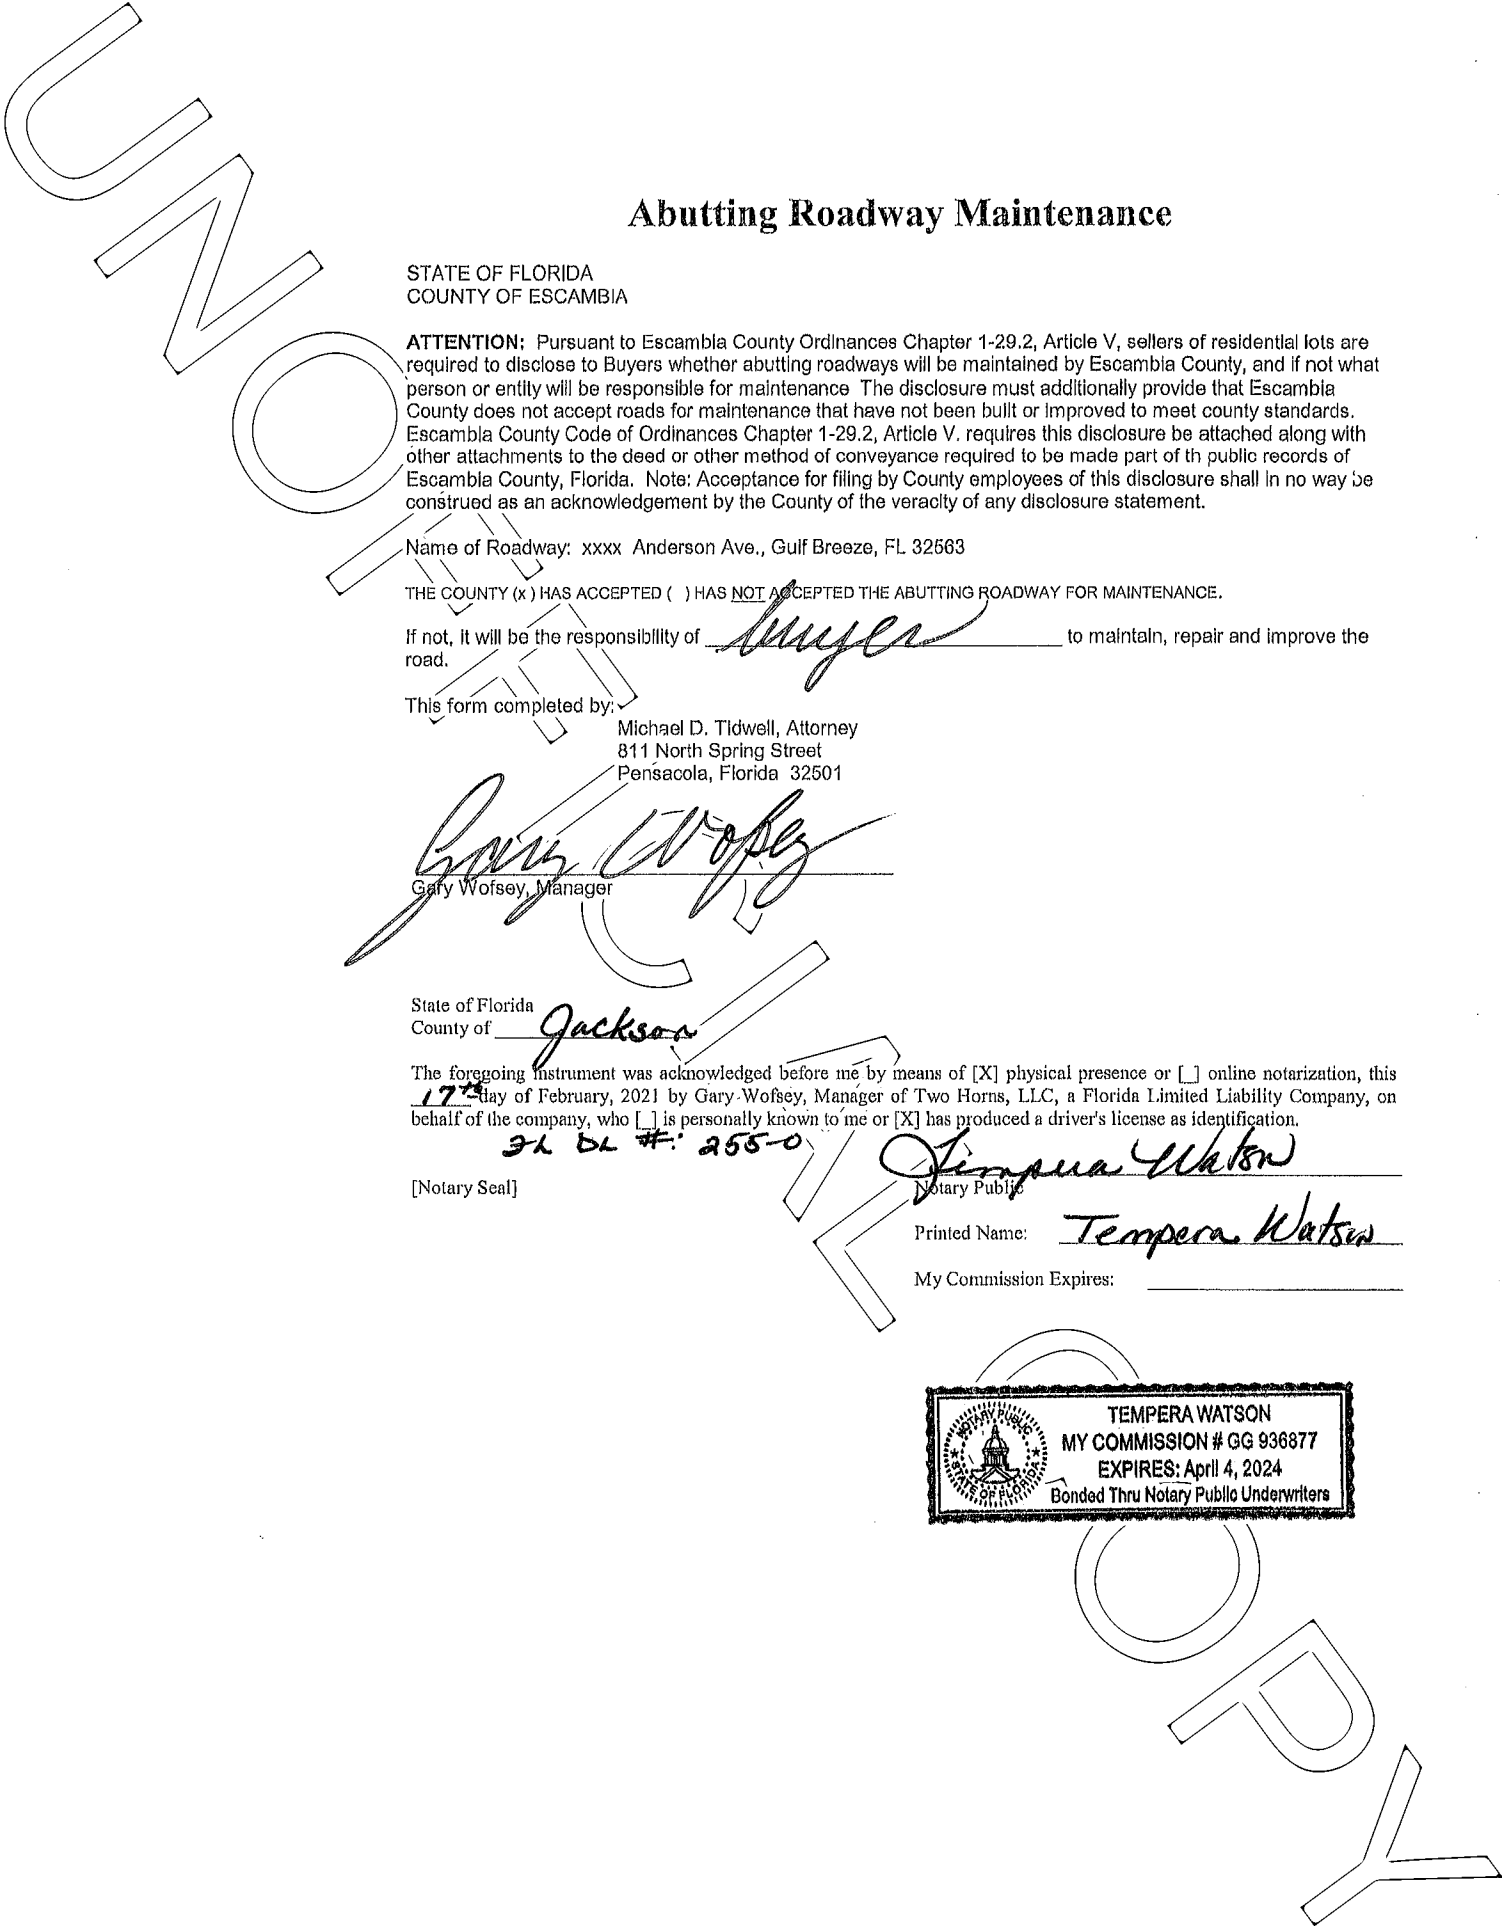 Abutting Roadway Maintenance
STATE OF FLORIDA
COUNTY OF ESCAMBIA
ATTENTION: Pursuant to Escambia County Ordinances Chapter 1-29.2, Article V, sellers of residential lots are
required to disclose to Buyers whether abutting roadways will be maintained by Escambia County, and if not what
person or entity will be responsible for maintenance The disclosure must additionally provide that Escambia
County does not accept roads for maintenance that have not been built or improved to meet county standards.
Escambia County Code of Ordinances Chapter 1-29.2, Article V. requires this disclosure be attached along with
other attachments to the deed or other method of conveyance required to be made part of th public records of
Escambia County, Florida. Note: Acceptance for filing by County employees of this disclosure shall in no way be
construed as an acknowledgement by the County of the veracity of any disclosure statement.
Name of Roadway: xxxx Anderson Ave., Gulf Breeze, FL 32563
THE COUNTY (x) HAS ACCEPTED ( ) HAS NOT ACCEPTED THE ABUTTING ROADWAY FOR MAINTENANCE.
If not, it will be the responsibility of buyer to maintain, repair and improve the
road.
This form completed by:
Michael D. Tidwell, Attorney
811 North Spring Street
Pensacola, Florida 32501
Gary Wofsey
Gary Wofsey, Manager
State of Florida
County of Jackson
The foregoing instrument was acknowledged before me by means of [X] physical presence or [_] online notarization, this
17th day of February, 2021 by Gary Wofsey, Manager of Two Horns, LLC, a Florida Limited Liability Company, on
behalf of the company, who [_] is personally known to me or [X] has produced a driver's license as identification.
FL DL #: 255-0
Tempera Watson
[Notary Seal]
Notary Public
Printed Name: Tempera Watson
My Commission Expires:
TEMPERA WATSON
MY COMMISSION # GG 936877
EXPIRES: April 4, 2024
Bonded Thru Notary Public Underwriters
NOTARY PUBLIC
STATE OF FLORIDA
UNOFFICIAL COPY